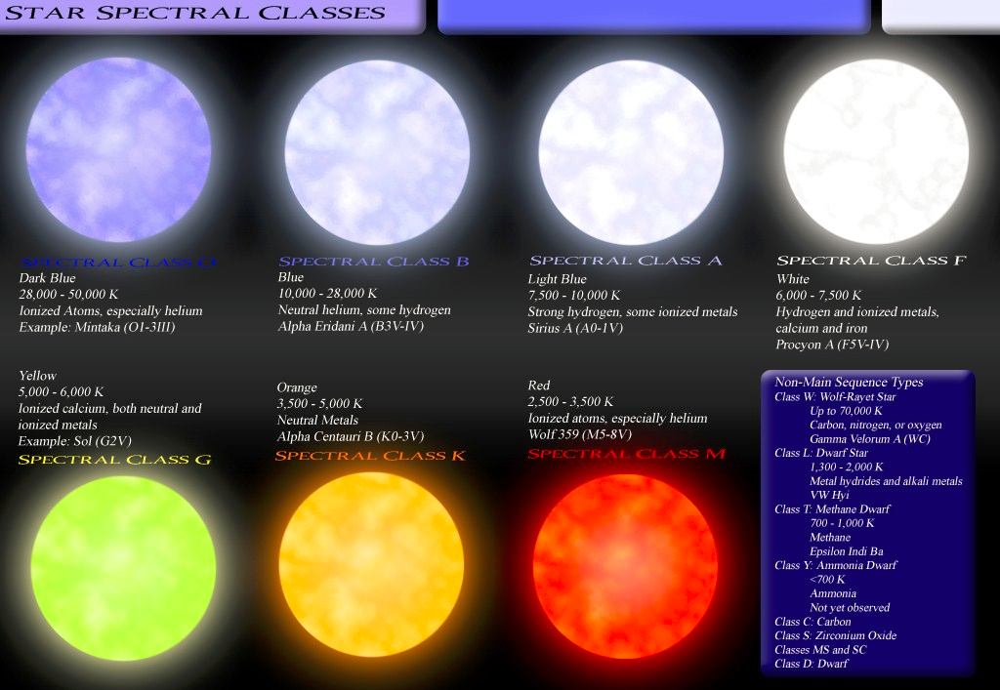 STAR SPECTRAL CLASSES
SPECTRAL CLASS O
Dark Blue
28,000 - 50,000 K
Ionized Atoms, especially helium
Example: Mintaka (O1-3III)
SPECTRAL CLASS B
Blue
10,000 - 28,000 K
Neutral helium, some hydrogen
Alpha Eridani A (B3V-IV)
SPECTRAL CLASS A
Light Blue
7,500 - 10,000 K
Strong hydrogen, some ionized metals
Sirius A (A0-1V)
SPECTRAL CLASS F
White
6,000 - 7,500 K
Hydrogen and ionized metals,
calcium and iron
Procyon A (F5V-IV)
Yellow
5,000 - 6,000 K
Ionized calcium, both neutral and
ionized metals
Example: Sol (G2V)
SPECTRAL CLASS G
Orange
3,500 - 5,000 K
Neutral Metals
Alpha Centauri B (K0-3V)
SPECTRAL CLASS K
Red
2,500 - 3,500 K
Ionized atoms, especially helium
Wolf 359 (M5-8V)
SPECTRAL CLASS M
Non-Main Sequence Types
Class W: Wolf-Rayet Star
Up to 70,000 K
Carbon, nitrogen, or oxygen
Gamma Velorum A (WC)
Class L: Dwarf Star
1,300 - 2,000 K
Metal hydrides and alkali metals
VW Hyi
Class T: Methane Dwarf
700 - 1,000 K
Methane
Epsilon Indi Ba
Class Y: Ammonia Dwarf
<700 K
Ammonia
Not yet observed
Class C: Carbon
Class S: Zirconium Oxide
Classes MS and SC
Class D: Dwarf